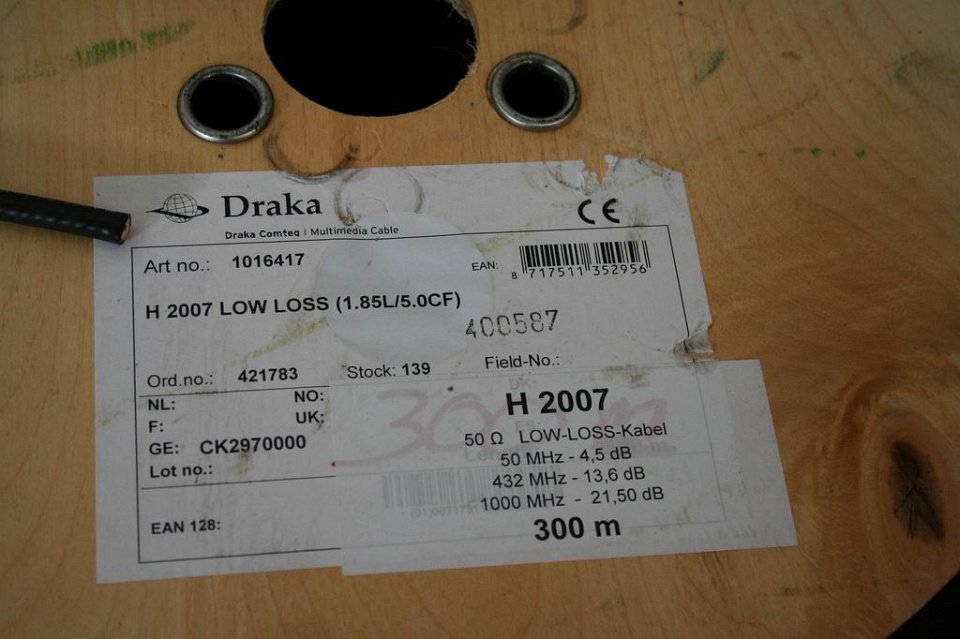 Draka
Draka Comteq | Multimedia Cable
CE
Art no.: 1016417
EAN:
8 717511 352956
H 2007 LOW LOSS (1.85L/5.0CF)
400587
Ord.no.: 421783
Stock: 139
Field-No.:
NL: NO:
F: UK:
GE: CK2970000
Lot no.:
EAN 128:
UK:
300m
H 2007
50 Ω LOW-LOSS-Kabel
50 MHz - 4,5 dB
432 MHz - 13,6 dB
1000 MHz - 21,50 dB
300 m